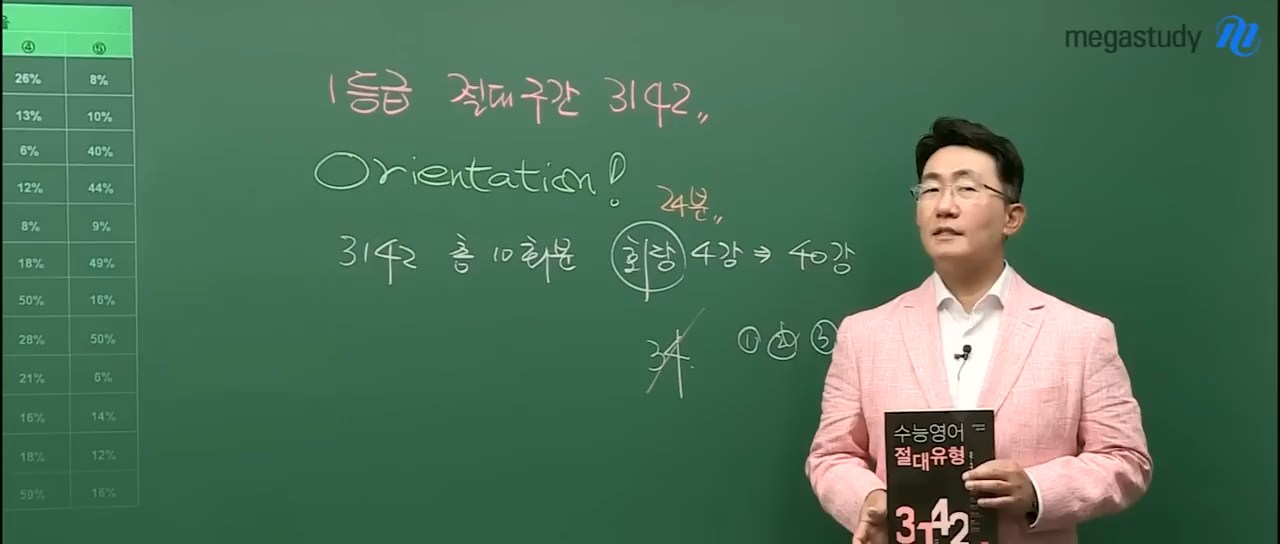 율
④ ⑤
26% 8%
13% 10%
6% 40%
12% 44%
8% 9%
18% 49%
50% 16%
28% 50%
21% 6%
16% 14%
18% 12%
59% 16%
megastudy
1등급 절대구간 3142〃
Orientation!
24분〃
3142 총 10회분 회당 4강 ⇒ 40강
34
① ② ③
수능영어
절대유형
3142